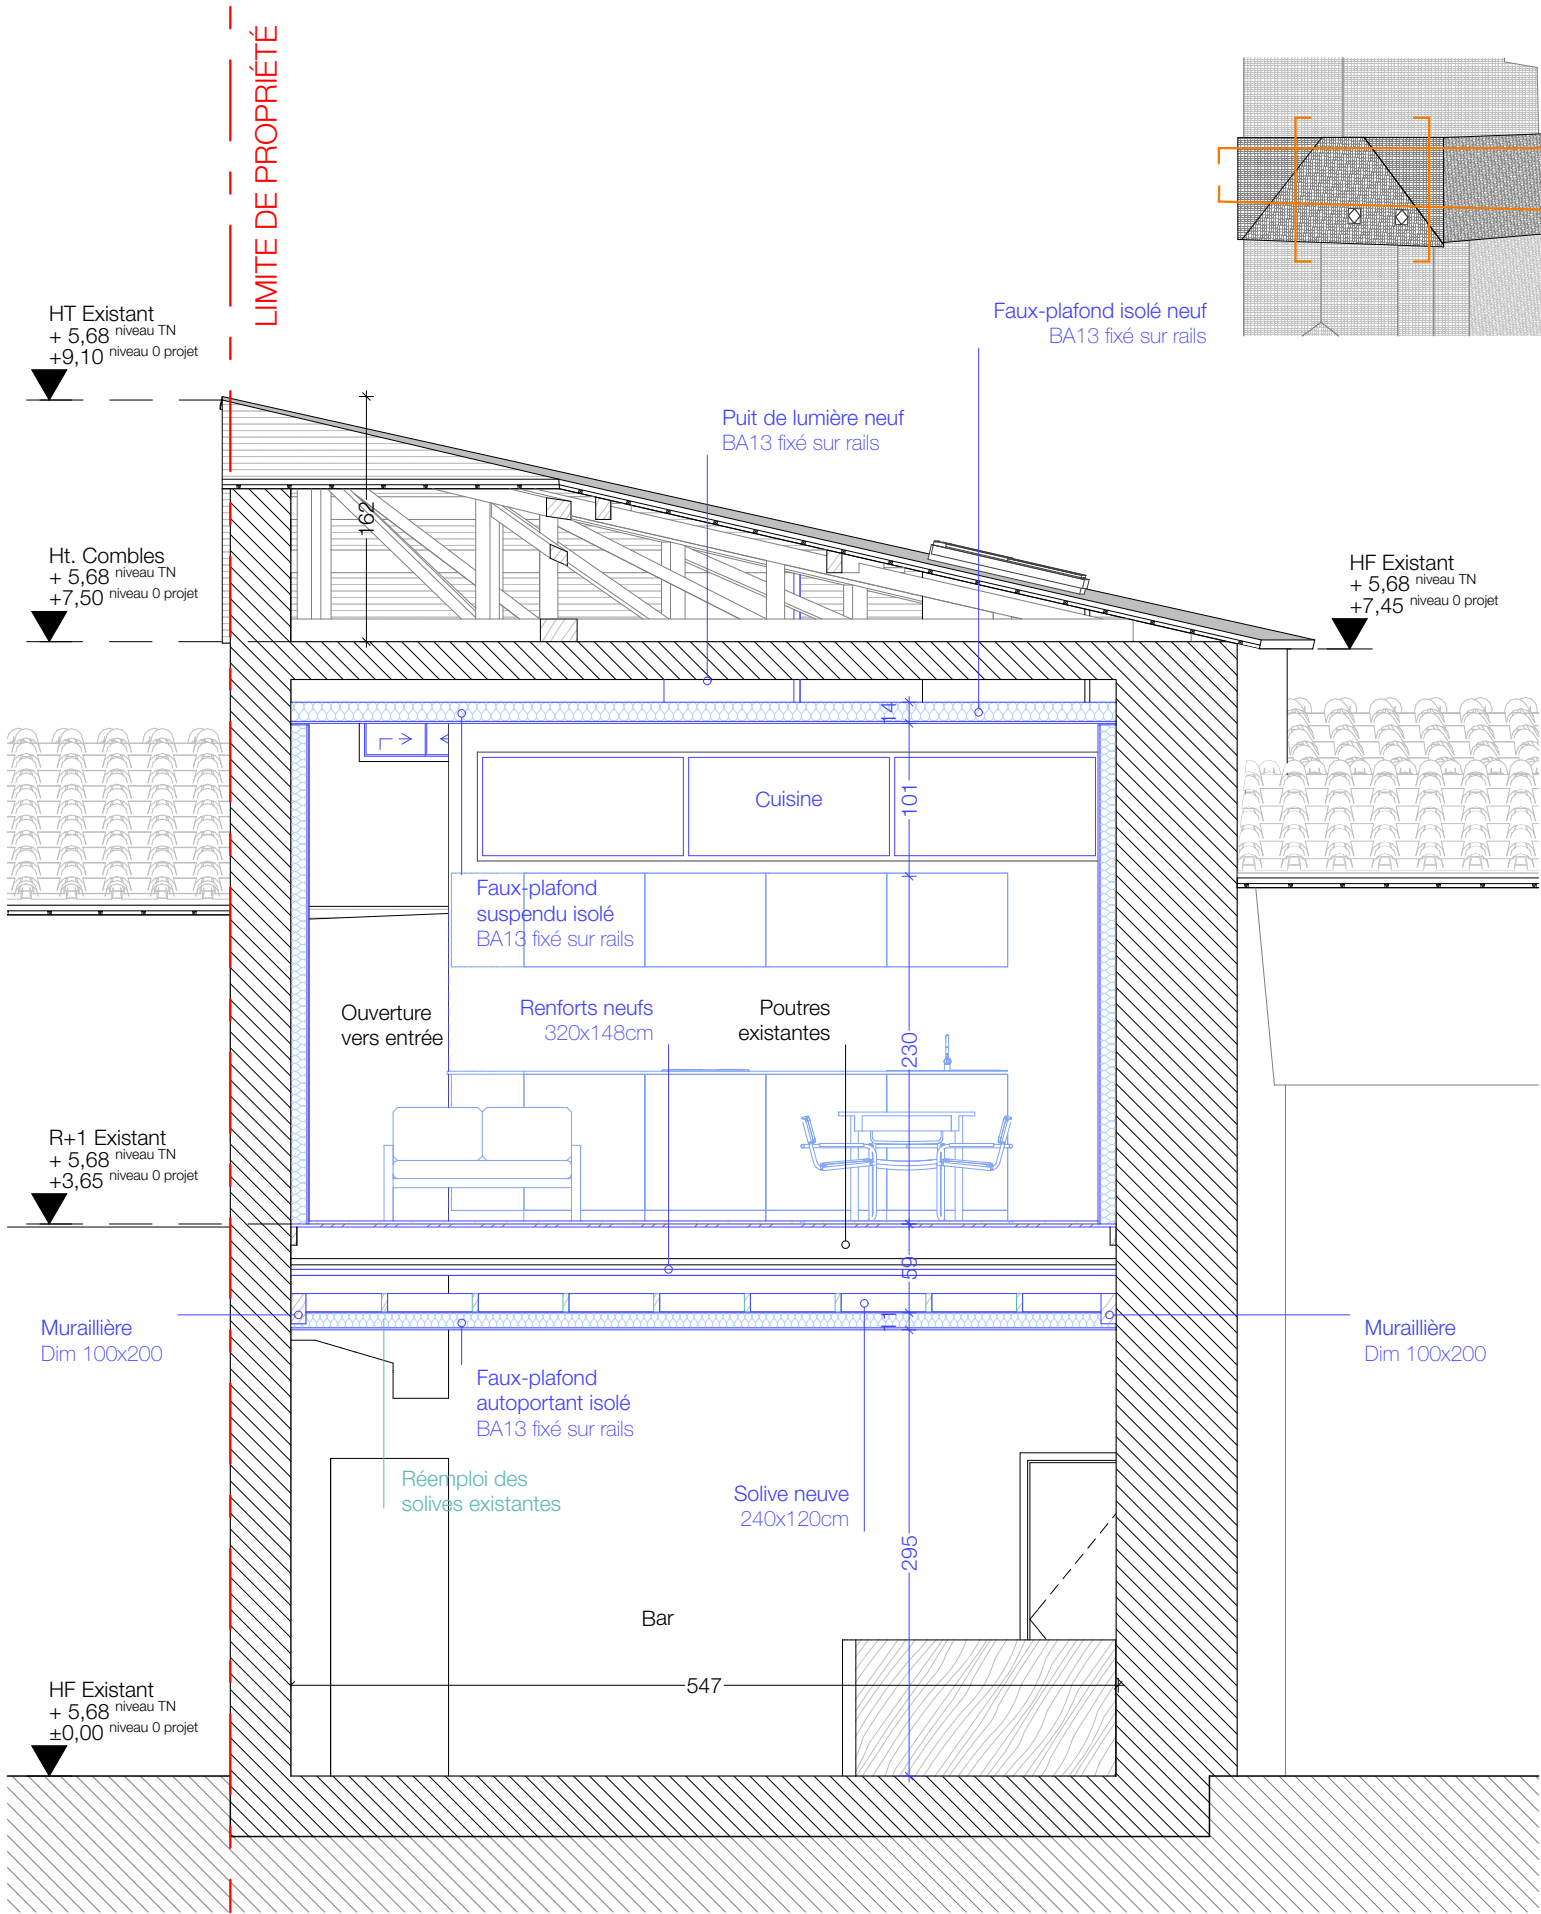 LIMITE DE PROPRIÉTÉ
HT Existant
+ 5,68 niveau TN
+9,10 niveau 0 projet
Faux-plafond isolé neuf
BA13 fixé sur rails
Puit de lumière neuf
BA13 fixé sur rails
162
Ht. Combles
+ 5,68 niveau TN
+7,50 niveau 0 projet
HF Existant
+ 5,68 niveau TN
+7,45 niveau 0 projet
14
Cuisine
101
Faux-plafond
suspendu isolé
BA13 fixé sur rails
Ouverture
vers entrée
Renforts neufs
320x148cm
Poutres
existantes
230
R+1 Existant
+ 5,68 niveau TN
+3,65 niveau 0 projet
59
11
Muraillière
Dim 100x200
Muraillière
Dim 100x200
Faux-plafond
autoportant isolé
BA13 fixé sur rails
Réemploi des
solives existantes
Solive neuve
240x120cm
295
Bar
547
HF Existant
+ 5,68 niveau TN
±0,00 niveau 0 projet